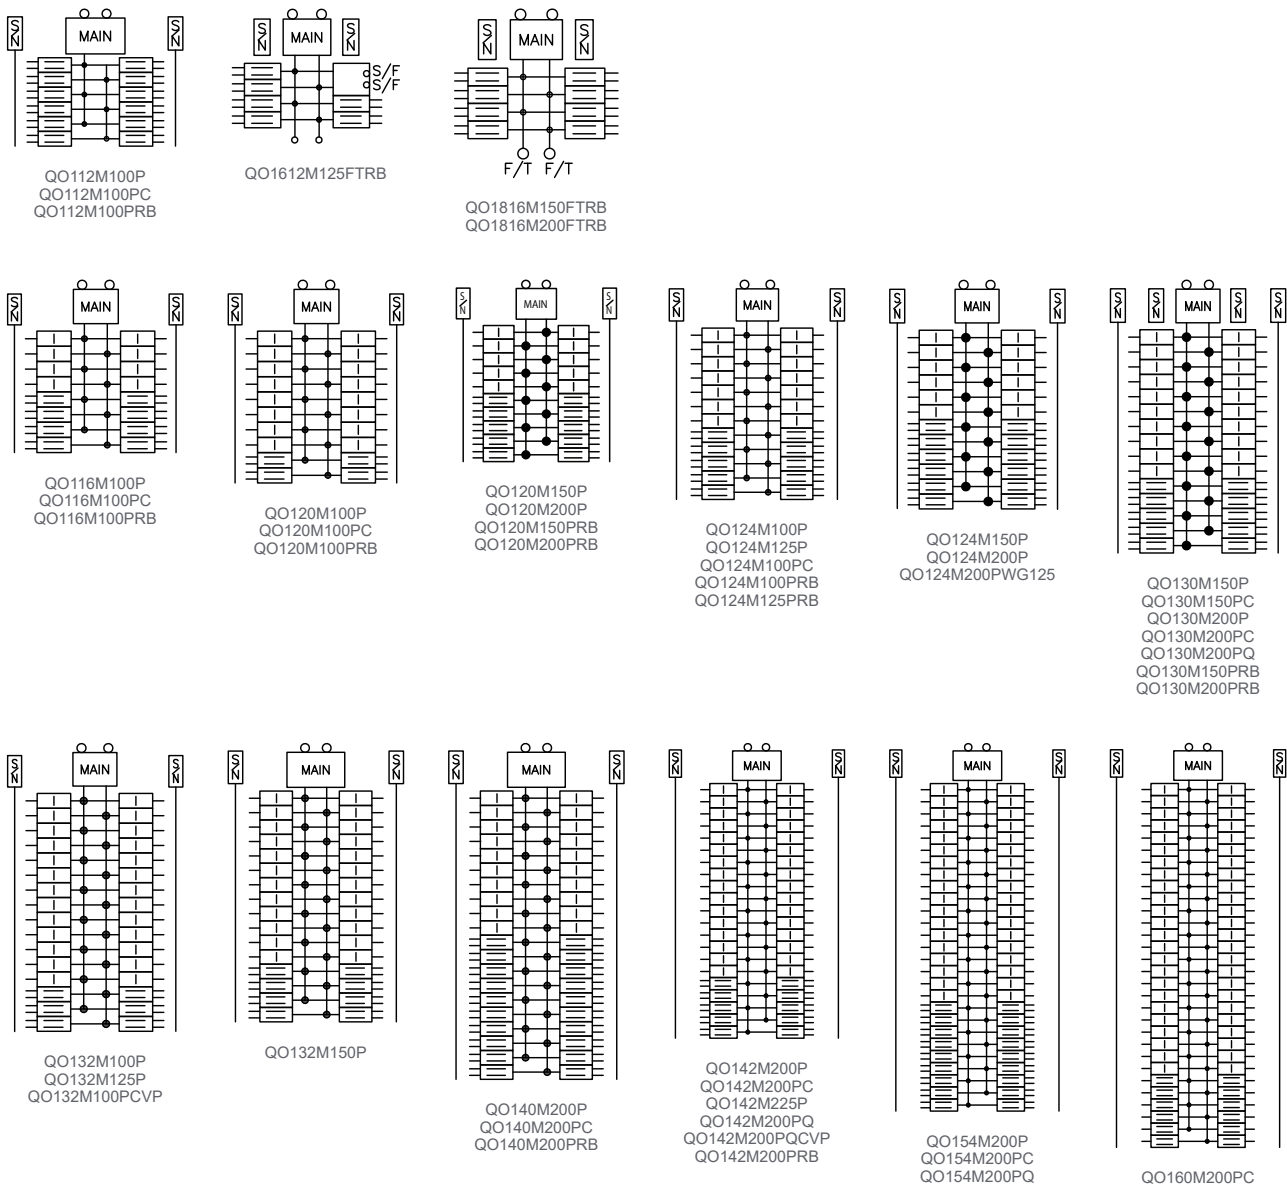 S/N
MAIN
S/N
S/N
MAIN
S/N
S/F
S/F
S/N
MAIN
S/N
F/T F/T
QO112M100P
QO112M100PC
QO112M100PRB
QO1612M125FTRB
QO1816M150FTRB
QO1816M200FTRB
S/N
MAIN
S/N
S/N
MAIN
S/N
S/N
MAIN
S/N
S/N
MAIN
S/N
S/N
MAIN
S/N
S/N
S/N
MAIN
S/N
S/N
QO116M100P
QO116M100PC
QO116M100PRB
QO120M100P
QO120M100PC
QO120M100PRB
QO120M150P
QO120M200P
QO120M150PRB
QO120M200PRB
QO124M100P
QO124M125P
QO124M100PC
QO124M100PRB
QO124M125PRB
QO124M150P
QO124M200P
QO124M200PWG125
QO130M150P
QO130M150PC
QO130M200P
QO130M200PC
QO130M200PQ
QO130M150PRB
QO130M200PRB
S/N
MAIN
S/N
S/N
MAIN
S/N
S/N
MAIN
S/N
S/N
MAIN
S/N
S/N
MAIN
S/N
S/N
MAIN
S/N
QO132M100P
QO132M125P
QO132M100PCVP
QO132M150P
QO140M200P
QO140M200PC
QO140M200PRB
QO142M200P
QO142M200PC
QO142M225P
QO142M200PQ
QO142M200PQCVP
QO142M200PRB
QO154M200P
QO154M200PC
QO154M200PQ
QO160M200PC